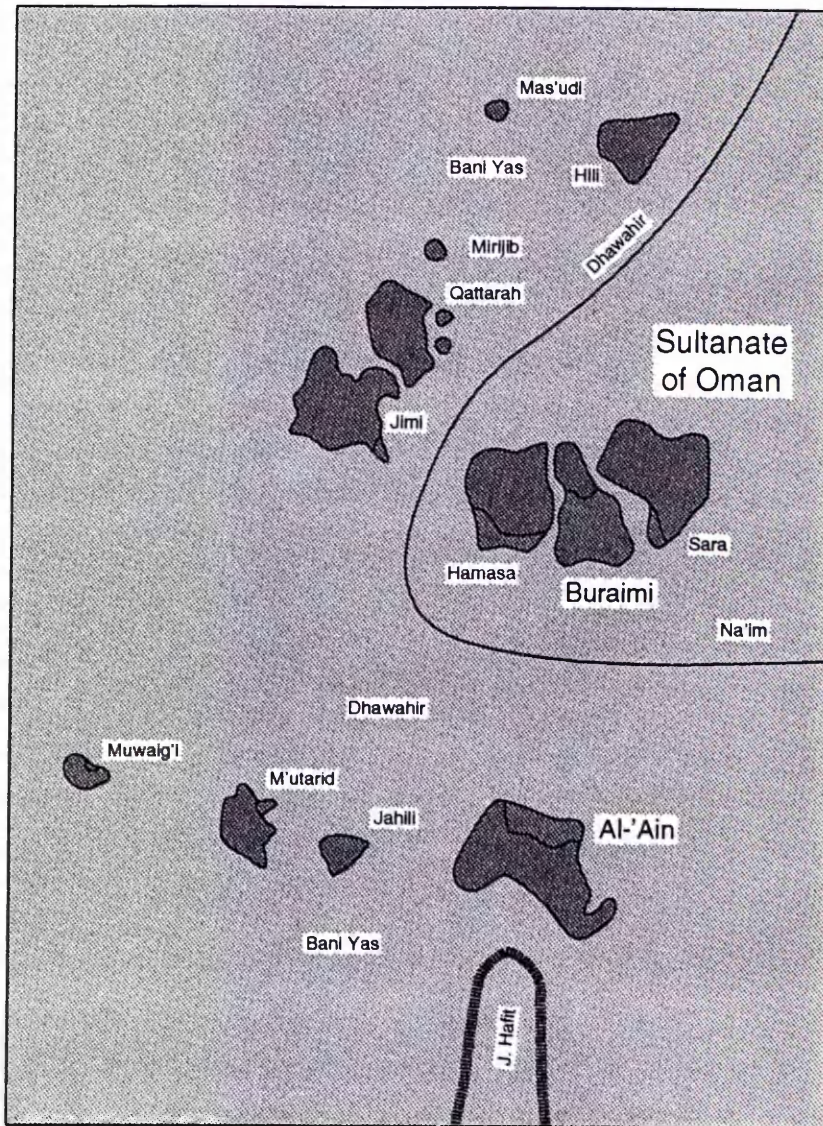 Mas'udi
Bani Yas
Hili
Dhawahir
Mirijib
Qattarah
Sultanate
of Oman
Jimi
Hamasa
Sara
Buraimi
Na'im
Dhawahir
Muwaig'i
M'utarid
Jahili
Al-'Ain
Bani Yas
J. Hafit